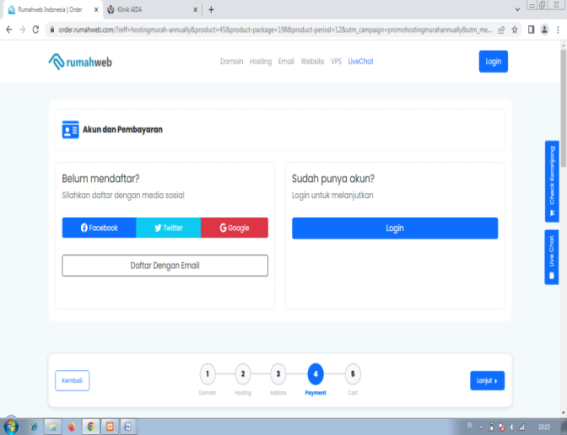 Rumahweb Indonesia | Order
Klinik AIDA
order.rumahweb.com/?reff=hostingmurah-annually&product=45&product-package=198&product-period=12&utm_campaign=promohostingmurahannually&utm_me...
rumahweb
Domain Hosting Email Website VPS LiveChat
Login
Akun dan Pembayaran
Belum mendaftar?
Silahkan daftar dengan media sosial
Facebook Twitter Google
Daftar Dengan Email
Sudah punya akun?
Login untuk melanjutkan
Login
Check Keranjang
Live Chat
Kembali
1 2 3 4 5
Domain Hosting Addons Payment Cart
Lanjut »